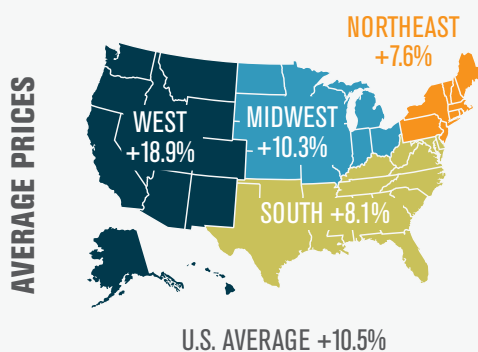 NORTHEAST
+7.6%
AVERAGE PRICES
WEST
+18.9%
MIDWEST
+10.3%
SOUTH +8.1%
U.S. AVERAGE +10.5%